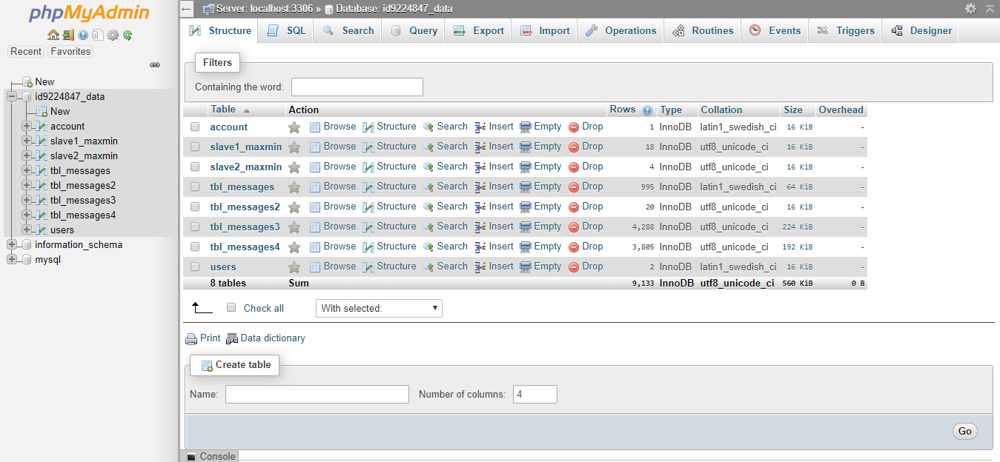 phpMyAdmin
Recent Favorites
New
id9224847_data
New
account
slave1_maxmin
slave2_maxmin
tbl_messages
tbl_messages2
tbl_messages3
tbl_messages4
users
information_schema
mysql
Server: localhost:3306 » Database: id9224847_data
Structure SQL Search Query Export Import Operations Routines Events Triggers Designer
Filters
Containing the word:
Table Action Rows Type Collation Size Overhead
account Browse Structure Search Insert Empty Drop 1 InnoDB latin1_swedish_ci 16 KiB -
slave1_maxmin Browse Structure Search Insert Empty Drop 18 InnoDB utf8_unicode_ci 16 KiB -
slave2_maxmin Browse Structure Search Insert Empty Drop 4 InnoDB utf8_unicode_ci 16 KiB -
tbl_messages Browse Structure Search Insert Empty Drop 995 InnoDB latin1_swedish_ci 64 KiB -
tbl_messages2 Browse Structure Search Insert Empty Drop 20 InnoDB utf8_unicode_ci 16 KiB -
tbl_messages3 Browse Structure Search Insert Empty Drop 4,288 InnoDB utf8_unicode_ci 224 KiB -
tbl_messages4 Browse Structure Search Insert Empty Drop 3,805 InnoDB utf8_unicode_ci 192 KiB -
users Browse Structure Search Insert Empty Drop 2 InnoDB latin1_swedish_ci 16 KiB -
8 tables Sum 9,133 InnoDB utf8_unicode_ci 560 KiB 0 B
Check all With selected:
Print Data dictionary
Create table
Name: Number of columns: 4
Go
Console